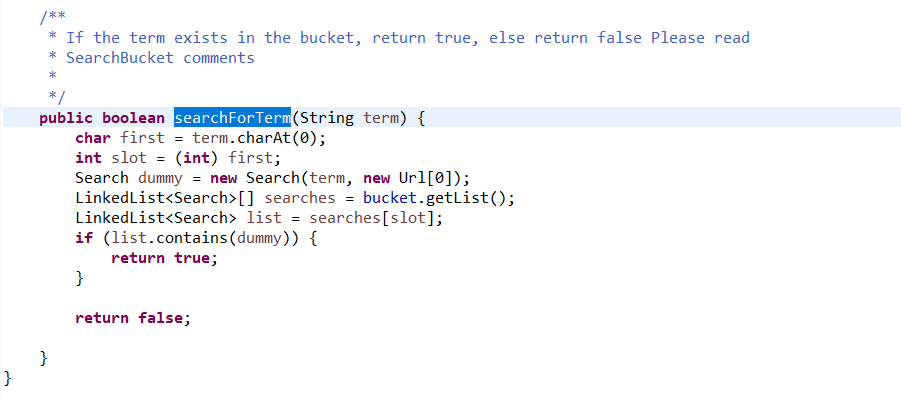 /**
 * If the term exists in the bucket, return true, else return false Please read
 * SearchBucket comments
 *
 */
public boolean searchForTerm(String term) {
    char first = term.charAt(0);
    int slot = (int) first;
    Search dummy = new Search(term, new Url[0]);
    LinkedList<Search>[] searches = bucket.getList();
    LinkedList<Search> list = searches[slot];
    if (list.contains(dummy)) {
        return true;
    }

    return false;

}
}